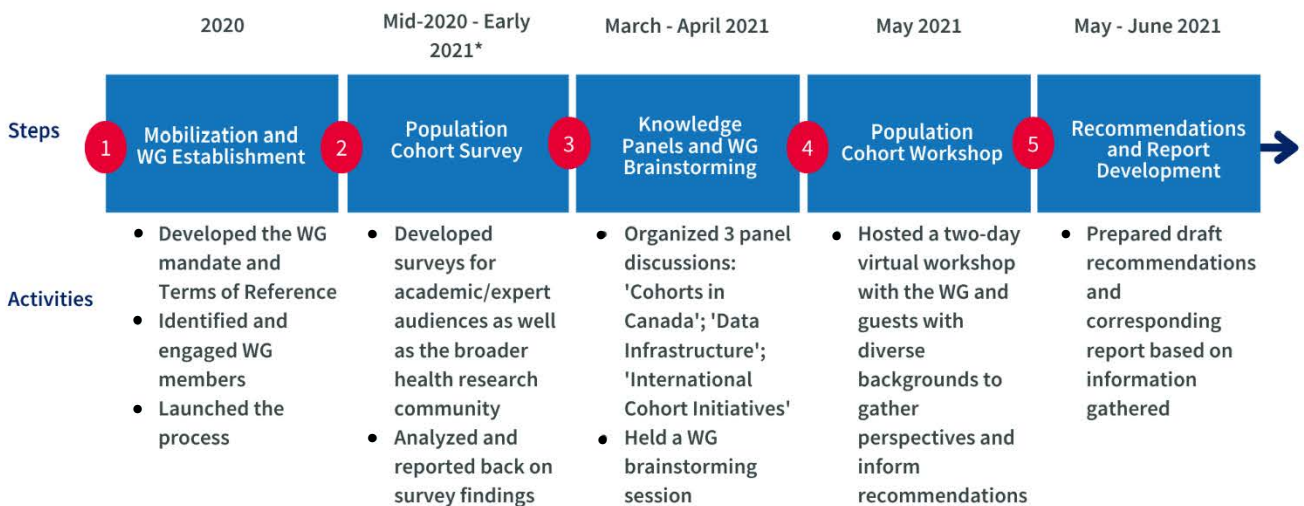 2020
Mid-2020 - Early
2021*
March - April 2021
May 2021
May - June 2021
Steps
1
Mobilization and
WG Establishment
2
Population
Cohort Survey
3
Knowledge
Panels and WG
Brainstorming
4
Population
Cohort Workshop
5
Recommendations
and Report
Development
Activities
• Developed the WG
mandate and
Terms of Reference
• Identified and
engaged WG
members
• Launched the
process
• Developed
surveys for
academic/expert
audiences as well
as the broader
health research
community
• Analyzed and
reported back on
survey findings
• Organized 3 panel
discussions:
'Cohorts in
Canada'; 'Data
Infrastructure';
'International
Cohort Initiatives'
• Held a WG
brainstorming
session
• Hosted a two-day
virtual workshop
with the WG and
guests with
diverse
backgrounds to
gather
perspectives and
inform
recommendations
• Prepared draft
recommendations
and
corresponding
report based on
information
gathered